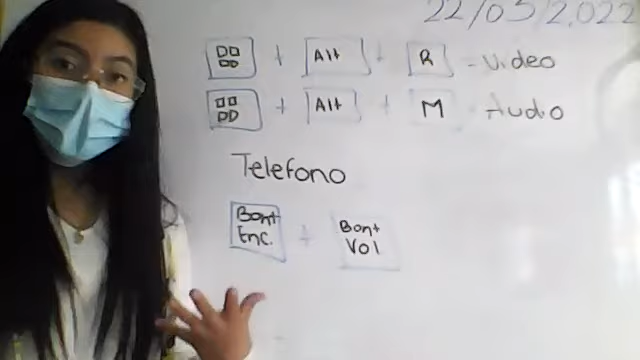 22/05/2022
+ Alt + R - Video
+ Alt + M - Audio
Telefono
Bont Enc. + Bont Vol